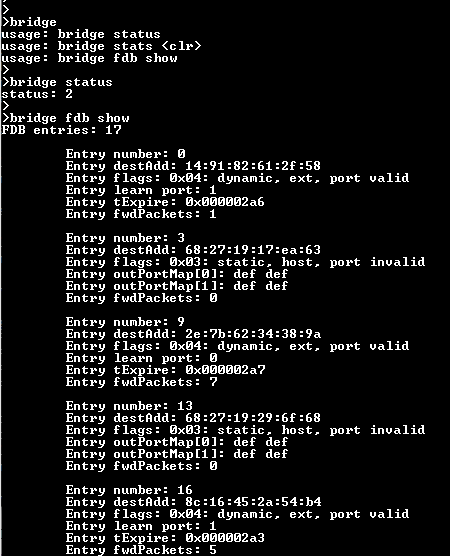 >
>bridge
usage: bridge status
usage: bridge stats <clr>
usage: bridge fdb show
>
>bridge status
status: 2
>
>bridge fdb show
FDB entries: 17
Entry number: 0
Entry destAdd: 14:91:82:61:2f:58
Entry flags: 0x04: dynamic, ext, port valid
Entry learn port: 1
Entry tExpire: 0x000002a6
Entry fwdPackets: 1
Entry number: 3
Entry destAdd: 68:27:19:17:ea:63
Entry flags: 0x03: static, host, port invalid
Entry outPortMap[0]: def def
Entry outPortMap[1]: def def
Entry fwdPackets: 0
Entry number: 9
Entry destAdd: 2e:7b:62:34:38:9a
Entry flags: 0x04: dynamic, ext, port valid
Entry learn port: 0
Entry tExpire: 0x000002a7
Entry fwdPackets: 7
Entry number: 13
Entry destAdd: 68:27:19:29:6f:68
Entry flags: 0x03: static, host, port invalid
Entry outPortMap[0]: def def
Entry outPortMap[1]: def def
Entry fwdPackets: 0
Entry number: 16
Entry destAdd: 8c:16:45:2a:54:b4
Entry flags: 0x04: dynamic, ext, port valid
Entry learn port: 1
Entry tExpire: 0x000002a3
Entry fwdPackets: 5